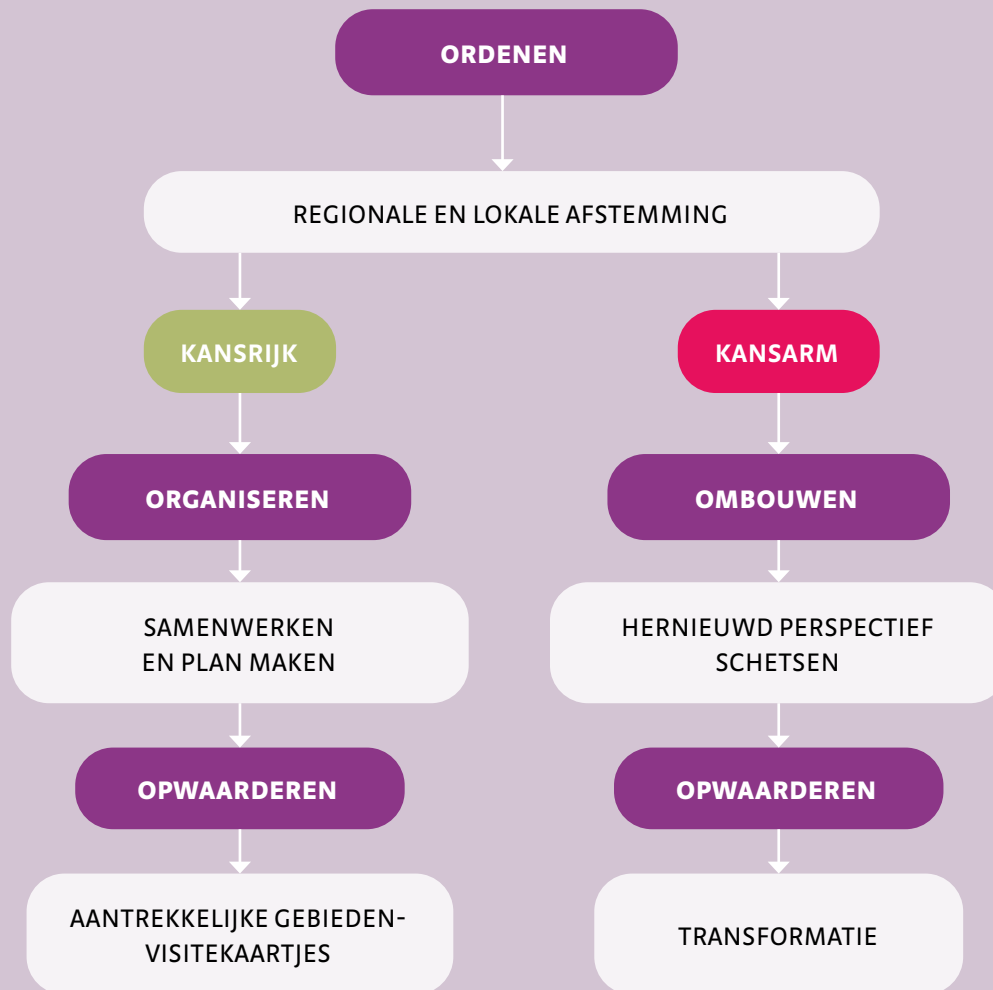 ORDENEN
REGIONALE EN LOKALE AFSTEMMING
KANSRIJK
KANSARM
ORGANISEREN
OMBOUWEN
SAMENWERKEN
EN PLAN MAKEN
HERNIEUWD PERSPECTIEF
SCHETSEN
OPWAARDEREN
OPWAARDEREN
AANTREKKELIJKE GEBIEDEN-
VISITEKAARTJES
TRANSFORMATIE